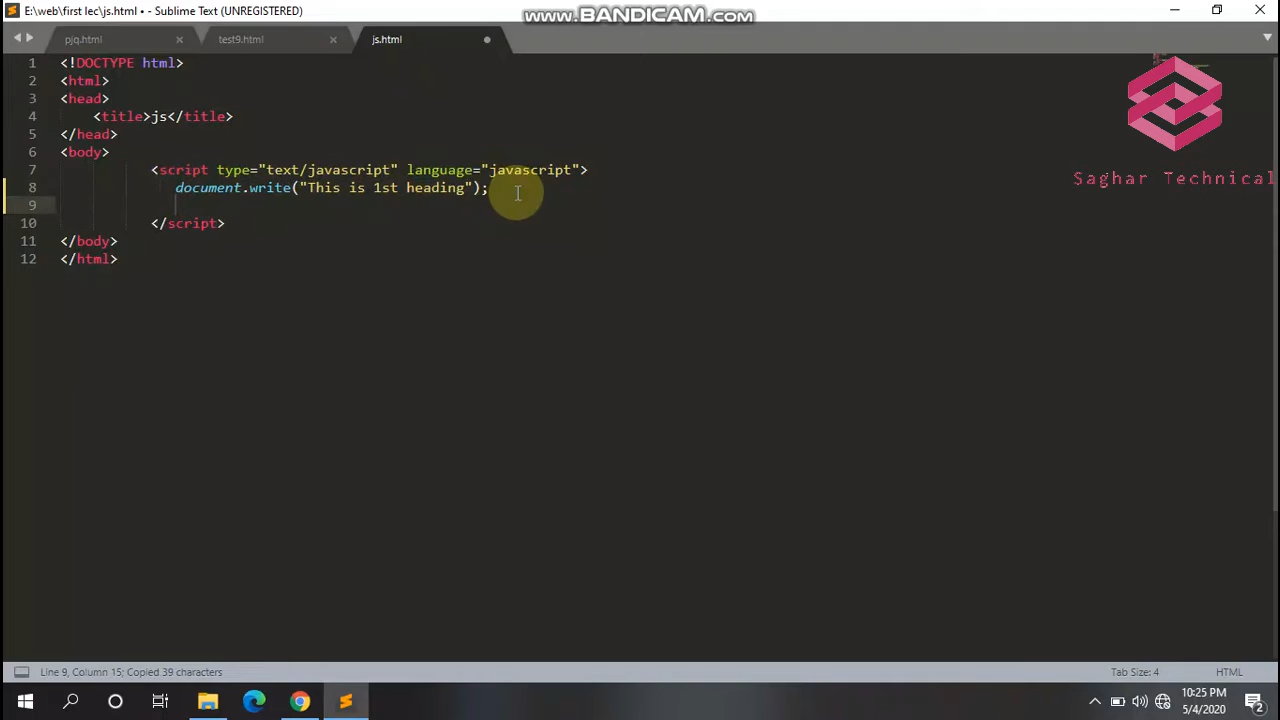 E:\web\first lec\js.html • - Sublime Text (UNREGISTERED)
www.BANDICAM.com
pjq.html
test9.html
js.html
1 <!DOCTYPE html>
2 <html>
3 <head>
4 <title>js</title>
5 </head>
6 <body>
7 <script type="text/javascript" language="javascript">
8 document.write("This is 1st heading");
9
10 </script>
11 </body>
12 </html>
Saghar Technical
Line 9, Column 15; Copied 39 characters
Tab Size: 4
HTML
10:25 PM
5/4/2020
2